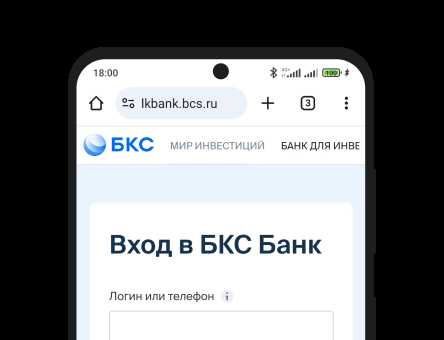 18:00
100
lkbank.bcs.ru
3
БКС
МИР ИНВЕСТИЦИЙ
БАНК ДЛЯ ИНВЕ
Вход в БКС Банк
Логин или телефон
i